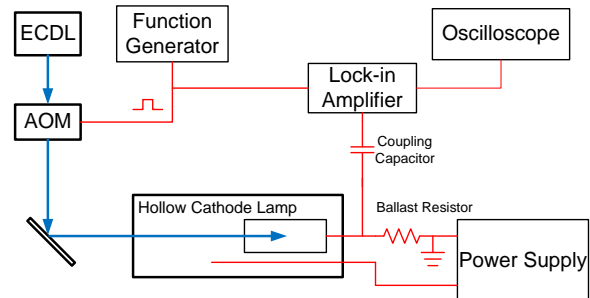 ECDL
Function
Generator
Oscilloscope
Lock-in
Amplifier
AOM
Coupling
Capacitor
Hollow Cathode Lamp
Ballast Resistor
Power Supply